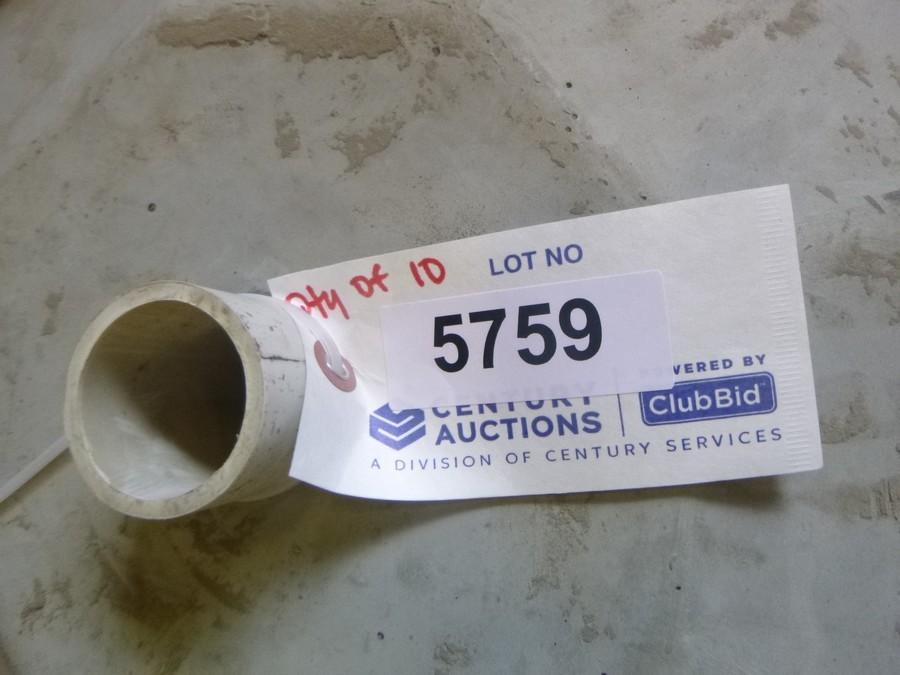 Qty of 10
LOT NO
5759
CENTURY
AUCTIONS
POWERED BY
ClubBid
A DIVISION OF CENTURY SERVICES